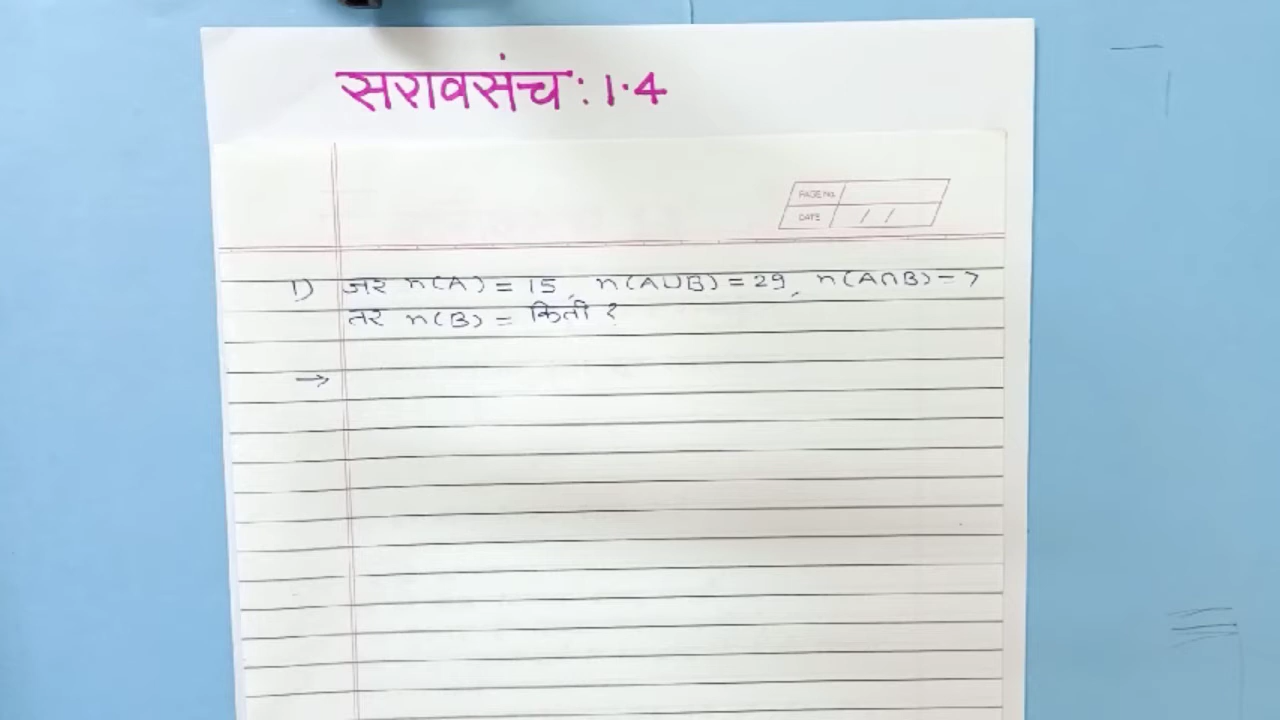 सरावसंच : 1.4
PAGE No.
DATE / /
1) जर n(A) = 15, n(A∪B) = 29, n(A∩B) = 7
तर n(B) = किती ?
→